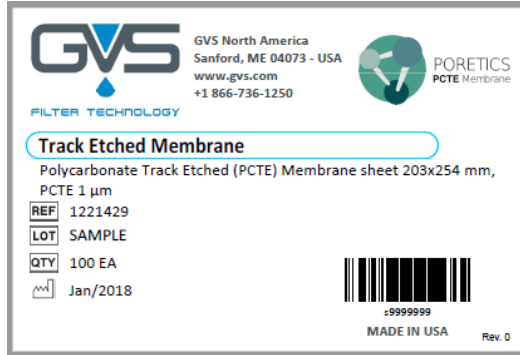 GVS
FILTER TECHNOLOGY
GVS North America
Sanford, ME 04073 - USA
www.gvs.com
+1 866-736-1250
PORETICS
PCTE Membrane
Track Etched Membrane
Polycarbonate Track Etched (PCTE) Membrane sheet 203x254 mm,
PCTE 1 µm
REF 1221429
LOT SAMPLE
QTY 100 EA
Jan/2018
s9999999
MADE IN USA
Rev. 0